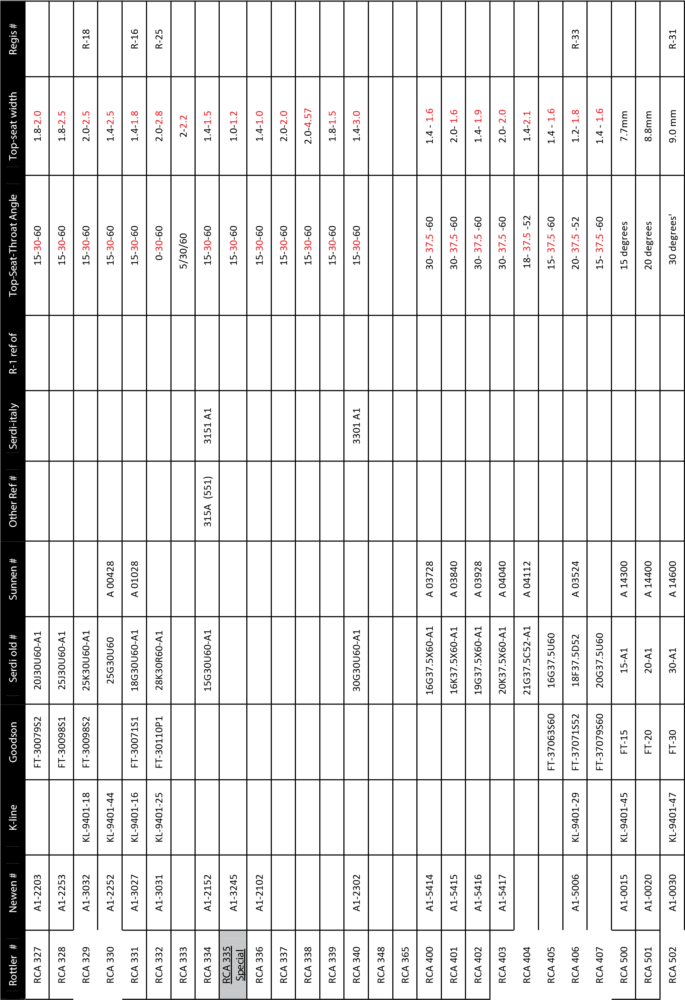 Rottler # Newen # K-line Goodson Serdi old # Sunnen # Other Ref # Serdi-italy R-1 ref of Top-Seat-Throat Angle Top-seat width Regis #
RCA 327 A1-2203 FT-30079S2 20J30U60-A1 15-30-60 1.8-2.0
RCA 328 A1-2253 FT-30098S1 25J30U60-A1 15-30-60 1.8-2.5
RCA 329 A1-3032 KL-9401-18 FT-30098S2 25K30U60-A1 15-30-60 2.0-2.5 R-18
RCA 330 A1-2252 KL-9401-44 25G30U60 A 00428 15-30-60 1.4-2.5
RCA 331 A1-3027 KL-9401-16 FT-30071S1 18G30U60-A1 A 01028 15-30-60 1.4-1.8 R-16
RCA 332 A1-3031 KL-9401-25 FT-30110P1 28K30R60-A1 0-30-60 2.0-2.8 R-25
RCA 333 5/30/60 2-2.2
RCA 334 A1-2152 15G30U60-A1 315A (551) 3151 A1 15-30-60 1.4-1.5
RCA 335
Special A1-3245 15-30-60 1.0-1.2
RCA 336 A1-2102 15-30-60 1.4-1.0
RCA 337 15-30-60 2.0-2.0
RCA 338 15-30-60 2.0-4.57
RCA 339 15-30-60 1.8-1.5
RCA 340 A1-2302 30G30U60-A1 3301 A1 15-30-60 1.4-3.0
RCA 348
RCA 365
RCA 400 A1-5414 16G37.5X60-A1 A 03728 30- 37.5 -60 1.4 - 1.6
RCA 401 A1-5415 16K37.5X60-A1 A 03840 30- 37.5 -60 2.0- 1.6
RCA 402 A1-5416 19G37.5X60-A1 A 03928 30- 37.5 -60 1.4- 1.9
RCA 403 A1-5417 20K37.5X60-A1 A 04040 30- 37.5 -60 2.0- 2.0
RCA 404 21G37.5C52-A1 A 04112 18- 37.5 -52 1.4-2.1
RCA 405 FT-37063S60 16G37.5U60 15- 37.5 -60 1.4 - 1.6
RCA 406 A1-5006 KL-9401-29 FT-37071S52 18F37.5D52 A 03524 20- 37.5 -52 1.2- 1.8 R-33
RCA 407 FT-37079S60 20G37.5U60 15- 37.5 -60 1.4 - 1.6
RCA 500 A1-0015 KL-9401-45 FT-15 15-A1 A 14300 15 degrees 7.7mm
RCA 501 A1-0020 FT-20 20-A1 A 14400 20 degrees 8.8mm
RCA 502 A1-0030 KL-9401-47 FT-30 30-A1 A 14600 30 degrees' 9.0 mm R-31